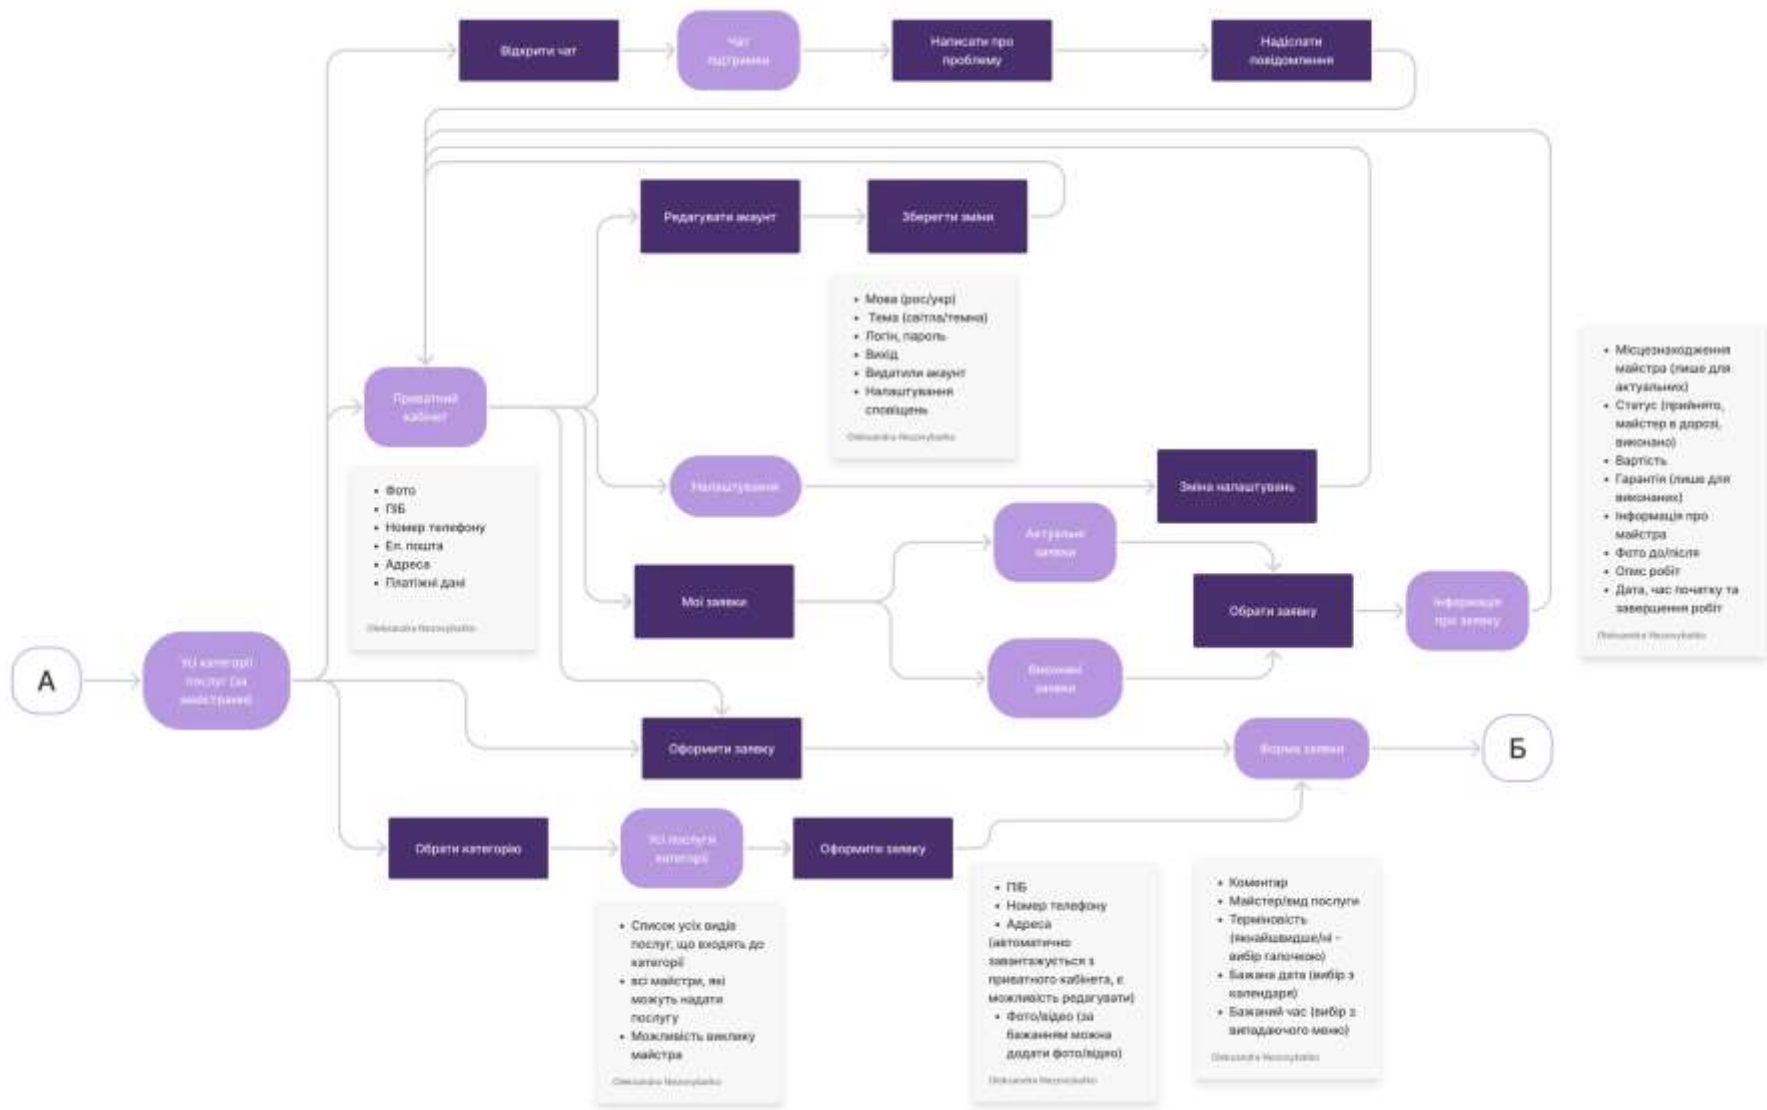 Відкрити чат
Чат
підтримки
Написати про
проблему
Надіслати
повідомлення
Редагувати акаунт
Зберегти зміни
• Мова (рос/укр)
• Тема (світла/темна)
• Логін, пароль
• Вихід
• Видатили акаунт
• Налаштування
сповіщень
Oleksandra Nezovybatko
Приватний
кабінет
• Фото
• ПІБ
• Номер телефону
• Ел. пошта
• Адреса
• Платіжні дані
Налаштування
Зміна налаштувань
Мої заявки
Актуальні
заявки
Виконані
заявки
Обрати заявку
Інформація
про заявку
• Місцезнаходження
майстра (лише для
актуальних)
• Статус (прийнято,
майстер в дорозі,
виконано)
• Вартість
• Гарантія (лише для
виконаних)
• Інформація про
майстра
• Фото до/після
• Опис робіт
• Дата, час початку та
завершення робіт
А
Усі категорії
послуг (за
майстрами)
Оформити заявку
Форма заявки
Б
Обрати категорію
Усі послуги
категорії
Оформити заявку
• Список усіх видів
послуг, що входять до
категорії
• всі майстри, які
можуть надати
послугу
• Можливість виклику
майстра
• ПІБ
• Номер телефону
• Адреса
(автоматично
завантажується з
приватного кабінета, є
можливість редагувати)
• Фото/відео (за
бажанням можна
додати фото/відео)
• Коментар
• Майстер/вид послуги
• Терміновість
(якнайшвидше/ні -
вибір галочкою)
• Бажана дата (вибір з
календаря)
• Бажаний час (вибір з
випадаючого меню)